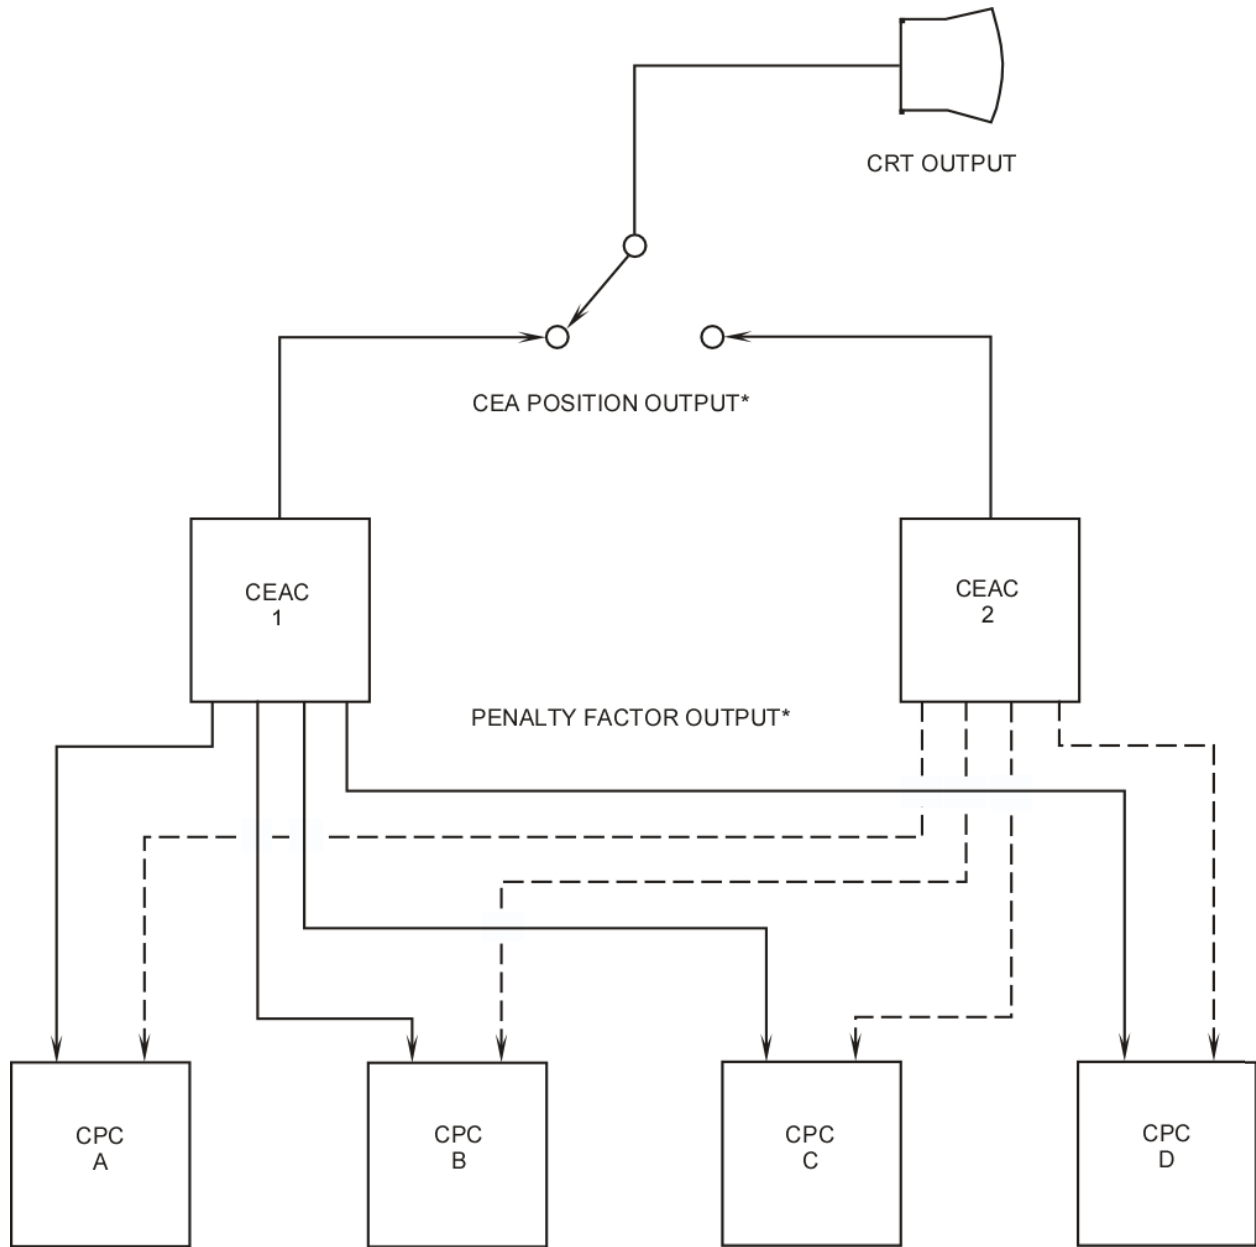 CRT OUTPUT
CEA POSITION OUTPUT*
CEAC
1
CEAC
2
PENALTY FACTOR OUTPUT*
CPC
A
CPC
B
CPC
C
CPC
D